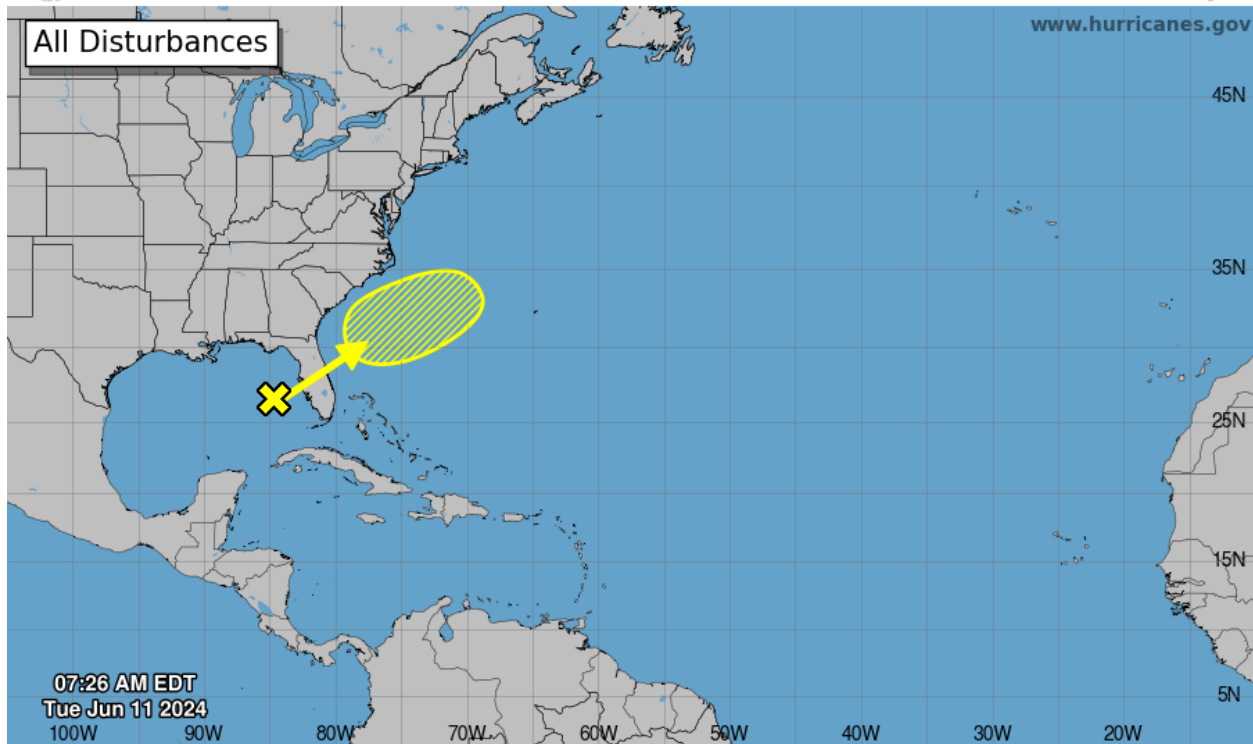 All Disturbances
www.hurricanes.gov
45N
35N
25N
15N
5N
07:26 AM EDT
Tue Jun 11 2024
100W 90W 80W 70W 60W 50W 40W 30W 20W